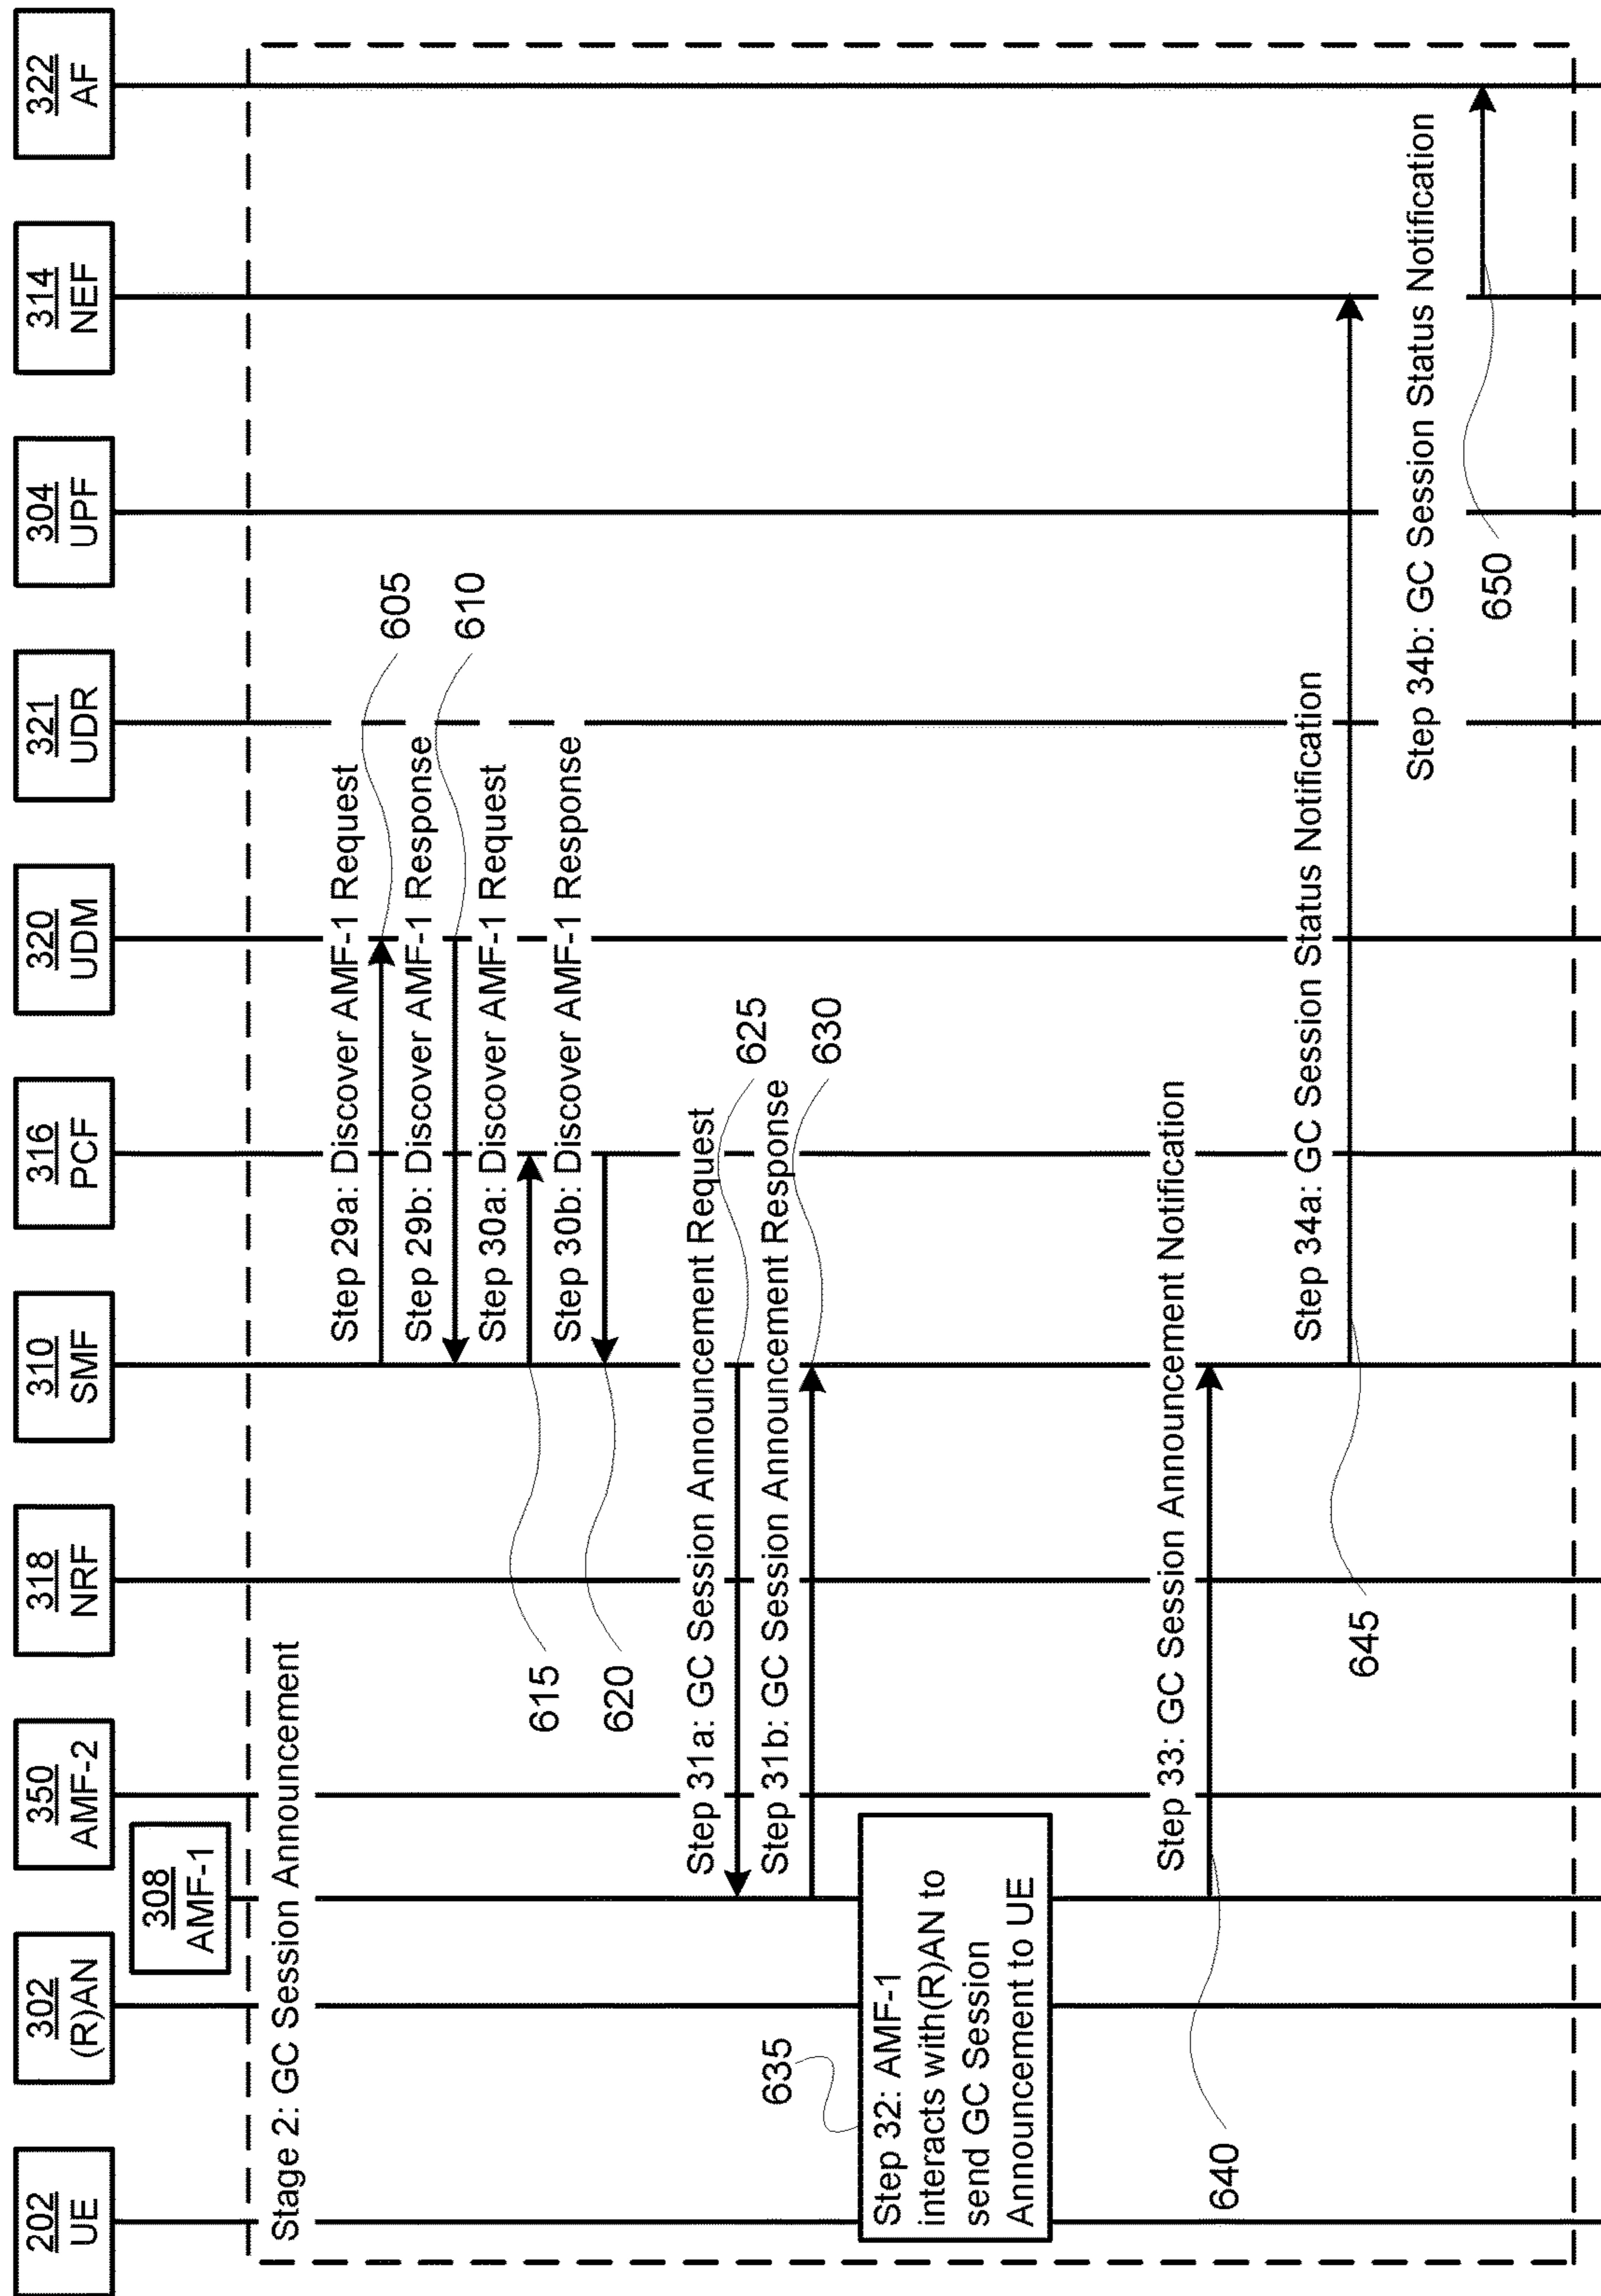 202
UE
302
(R)AN
308
AMF-1
350
AMF-2
318
NRF
310
SMF
316
PCF
320
UDM
321
UDR
304
UPF
314
NEF
322
AF
Stage 2: GC Session Announcement
Step 29a: Discover AMF-1 Request
605
Step 29b: Discover AMF-1 Response
610
Step 30a: Discover AMF-1 Request
615
Step 30b: Discover AMF-1 Response
620
Step 31a: GC Session Announcement Request
625
Step 31b: GC Session Announcement Response
630
635
Step 32: AMF-1
interacts with(R)AN to
send GC Session
Announcement to UE
Step 33: GC Session Announcement Notification
640
Step 34a: GC Session Status Notification
645
Step 34b: GC Session Status Notification
650